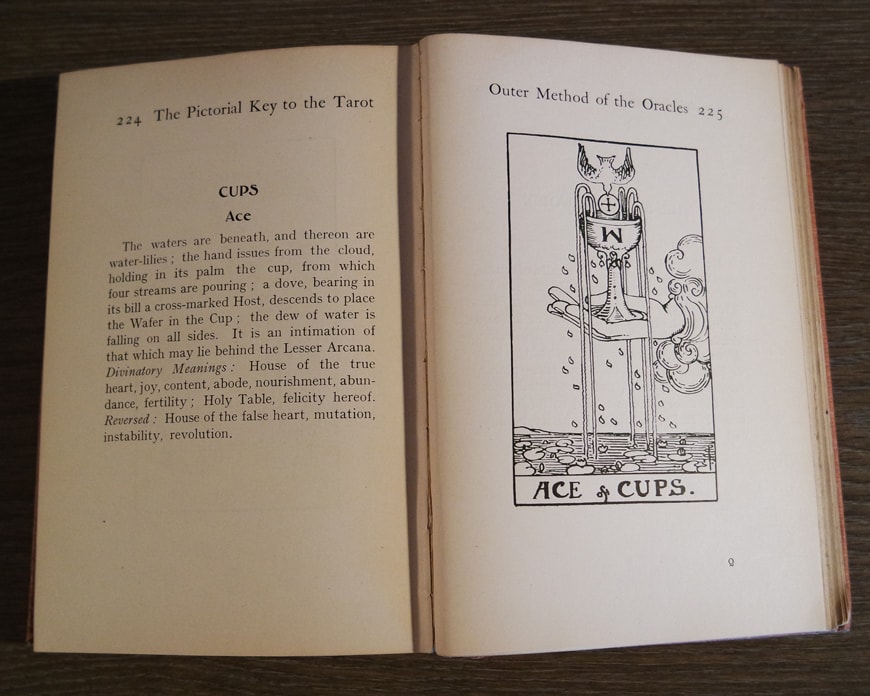 224 The Pictorial Key to the Tarot
CUPS
Ace
The waters are beneath, and thereon are
water-lilies ; the hand issues from the cloud,
holding in its palm the cup, from which
four streams are pouring ; a dove, bearing in
its bill a cross-marked Host, descends to place
the Wafer in the Cup ; the dew of water is
falling on all sides. It is an intimation of
that which may lie behind the Lesser Arcana.
Divinatory Meanings : House of the true
heart, joy, content, abode, nourishment, abun-
dance, fertility ; Holy Table, felicity hereof.
Reversed : House of the false heart, mutation,
instability, revolution.
Outer Method of the Oracles 225
W
ACE of CUPS.
Q